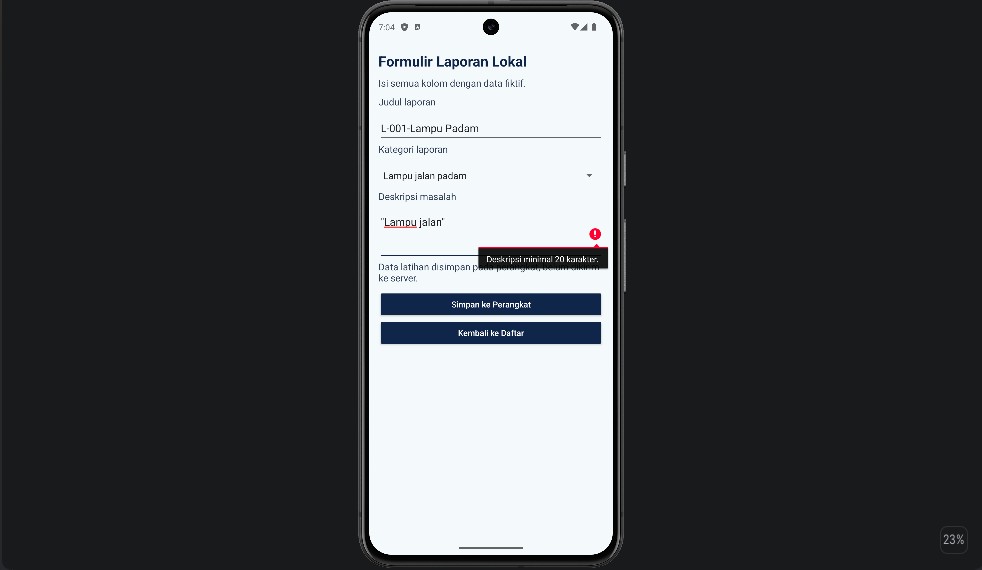 7:04
Formulir Laporan Lokal
Isi semua kolom dengan data fiktif.
Judul laporan
L-001-Lampu Padam
Kategori laporan
Lampu jalan padam
Deskripsi masalah
"Lampu jalan"
Deskripsi minimal 20 karakter.
Data latihan disimpan
ke server.
Simpan ke Perangkat
Kembali ke Daftar
23%